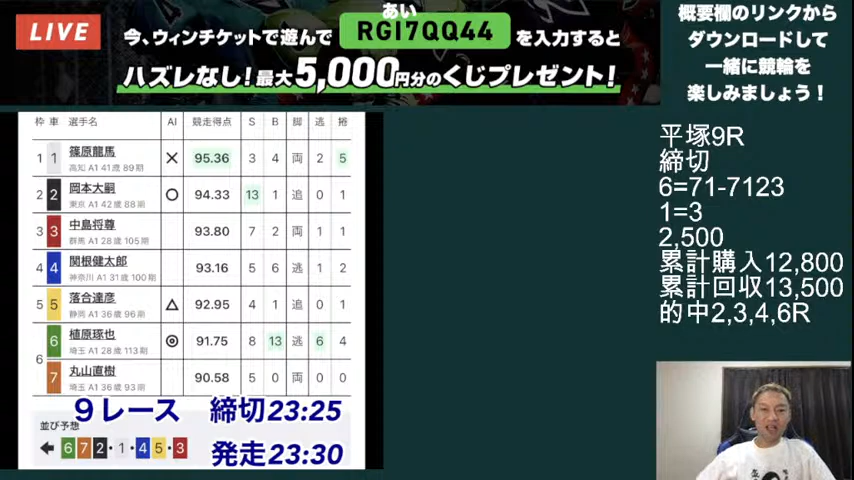 LIVE
あい
今、ウィンチケットで遊んで RGI7QQ44 を入力すると
ハズレなし!最大5,000円分のくじプレゼント!
概要欄のリンクから
ダウンロードして
一緒に競輪を
楽しみましょう!
枠 車 選手名 AI 競走得点 S B 脚 逃 捲
1 1 篠原龍馬 × 95.36 3 4 両 2 5
高知 A1 41歳 89期
2 2 岡本大嗣 ○ 94.33 13 1 追 0 1
東京 A1 42歳 88期
3 3 中島将尊 93.80 7 2 両 1 1
群馬 A1 28歳 105期
4 4 関根健太郎 93.16 5 6 逃 1 2
神奈川 A1 31歳 100期
5 5 落合達彦 △ 92.95 4 1 追 0 1
静岡 A1 36歳 96期
6 6 植原琢也 ◎ 91.75 8 13 逃 6 4
埼玉 A1 28歳 113期
7 丸山直樹 90.58 5 0 両 0 0
埼玉 A1 36歳 93期
9レース 締切23:25
並び予想
← 6 7 2・1・4 5・3
発走23:30
平塚9R
締切
6=71-7123
1=3
2,500
累計購入12,800
累計回収13,500
的中2,3,4,6R